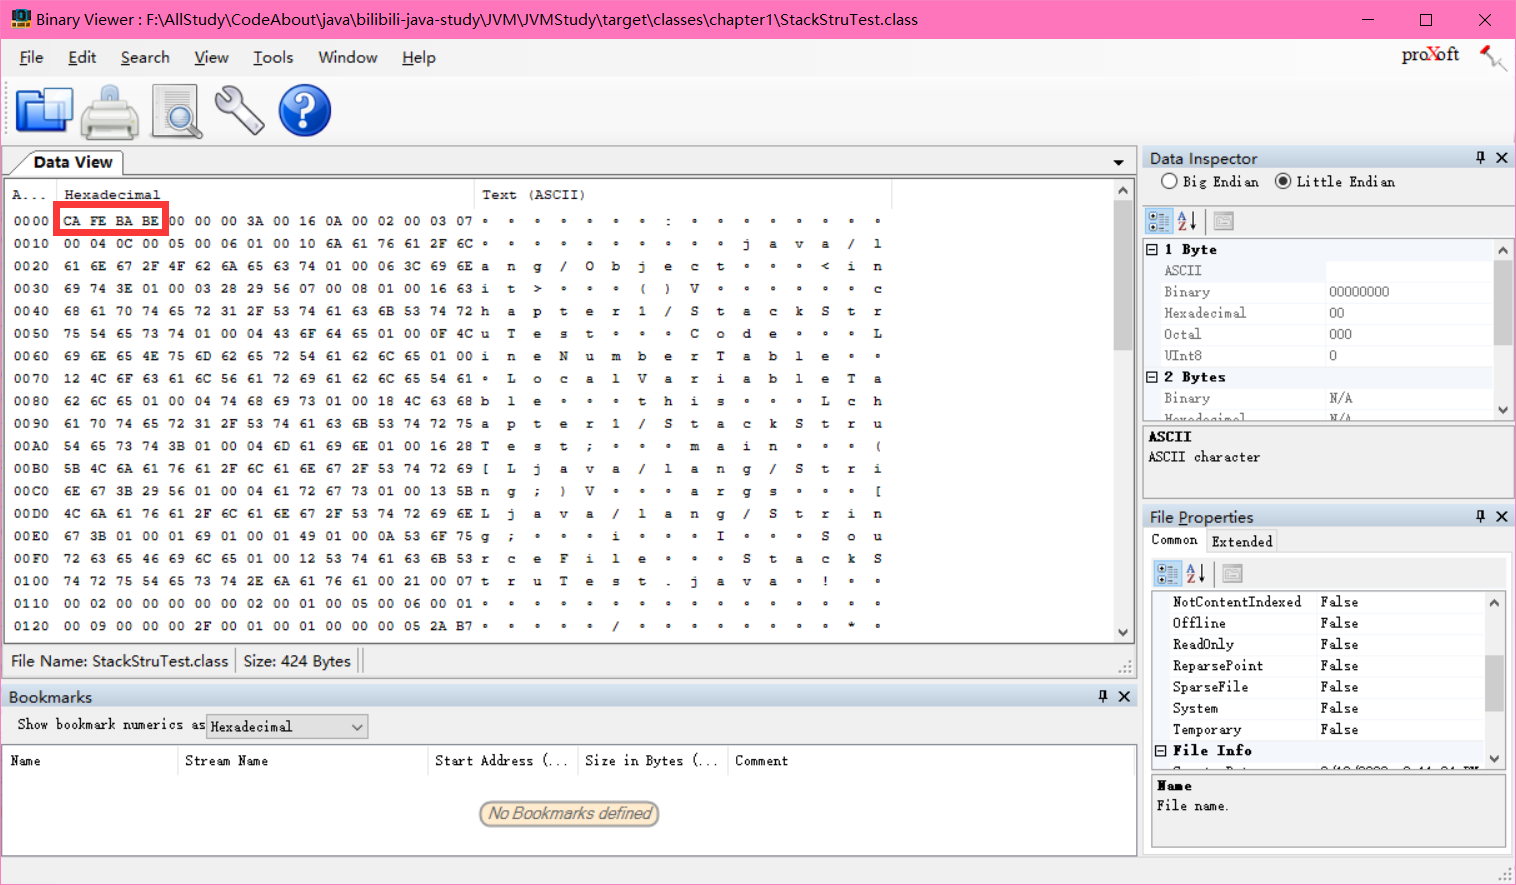 Binary Viewer : F:\AllStudy\CodeAbout\java\bilibili-java-study\JVM\JVMStudy\target\classes\chapter1\StackStruTest.class
File Edit Search View Tools Window Help
proXoft
Data View
A... Hexadecimal Text (ASCII)
0000 CA FE BA BE 00 00 00 3A 00 16 0A 00 02 00 03 07 ∘ ∘ ∘ ∘ ∘ ∘ ∘ : ∘ ∘ ∘ ∘ ∘ ∘ ∘ ∘
0010 00 04 0C 00 05 00 06 01 00 10 6A 61 76 61 2F 6C ∘ ∘ ∘ ∘ ∘ ∘ ∘ ∘ ∘ ∘ j a v a / l
0020 61 6E 67 2F 4F 62 6A 65 63 74 01 00 06 3C 69 6E a n g / O b j e c t ∘ ∘ ∘ < i n
0030 69 74 3E 01 00 03 28 29 56 07 00 08 01 00 16 63 i t > ∘ ∘ ∘ ( ) V ∘ ∘ ∘ ∘ ∘ ∘ c
0040 68 61 70 74 65 72 31 2F 53 74 61 63 6B 53 74 72 h a p t e r 1 / S t a c k S t r
0050 75 54 65 73 74 01 00 04 43 6F 64 65 01 00 0F 4C u T e s t ∘ ∘ ∘ C o d e ∘ ∘ ∘ L
0060 69 6E 65 4E 75 6D 62 65 72 54 61 62 6C 65 01 00 i n e N u m b e r T a b l e ∘ ∘
0070 12 4C 6F 63 61 6C 56 61 72 69 61 62 6C 65 54 61 ∘ L o c a l V a r i a b l e T a
0080 62 6C 65 01 00 04 74 68 69 73 01 00 18 4C 63 68 b l e ∘ ∘ ∘ t h i s ∘ ∘ ∘ L c h
0090 61 70 74 65 72 31 2F 53 74 61 63 6B 53 74 72 75 a p t e r 1 / S t a c k S t r u
00A0 54 65 73 74 3B 01 00 04 6D 61 69 6E 01 00 16 28 T e s t ; ∘ ∘ ∘ m a i n ∘ ∘ ∘ (
00B0 5B 4C 6A 61 76 61 2F 6C 61 6E 67 2F 53 74 72 69 [ L j a v a / l a n g / S t r i
00C0 6E 67 3B 29 56 01 00 04 61 72 67 73 01 00 13 5B n g ; ) V ∘ ∘ ∘ a r g s ∘ ∘ ∘ [
00D0 4C 6A 61 76 61 2F 6C 61 6E 67 2F 53 74 72 69 6E L j a v a / l a n g / S t r i n
00E0 67 3B 01 00 01 69 01 00 01 49 01 00 0A 53 6F 75 g ; ∘ ∘ ∘ i ∘ ∘ ∘ I ∘ ∘ ∘ S o u
00F0 72 63 65 46 69 6C 65 01 00 12 53 74 61 63 6B 53 r c e F i l e ∘ ∘ ∘ S t a c k S
0100 74 72 75 54 65 73 74 2E 6A 61 76 61 00 21 00 07 t r u T e s t . j a v a ∘ ! ∘ ∘
0110 00 02 00 00 00 00 00 02 00 01 00 05 00 06 00 01 ∘ ∘ ∘ ∘ ∘ ∘ ∘ ∘ ∘ ∘ ∘ ∘ ∘ ∘ ∘ ∘
0120 00 09 00 00 00 2F 00 01 00 01 00 00 00 05 2A B7 ∘ ∘ ∘ ∘ ∘ / ∘ ∘ ∘ ∘ ∘ ∘ ∘ ∘ * ∘
File Name: StackStruTest.class Size: 424 Bytes
Bookmarks
Show bookmark numerics as Hexadecimal
Name Stream Name Start Address (... Size in Bytes (... Comment
No Bookmarks defined
Data Inspector
Big Endian Little Endian
1 Byte
ASCII
Binary 00000000
Hexadecimal 00
Octal 000
UInt8 0
2 Bytes
Binary N/A
Hexadecimal N/A
ASCII
ASCII character
File Properties
Common Extended
NotContentIndexed False
Offline False
ReadOnly False
ReparsePoint False
SparseFile False
System False
Temporary False
File Info
Name
File name.